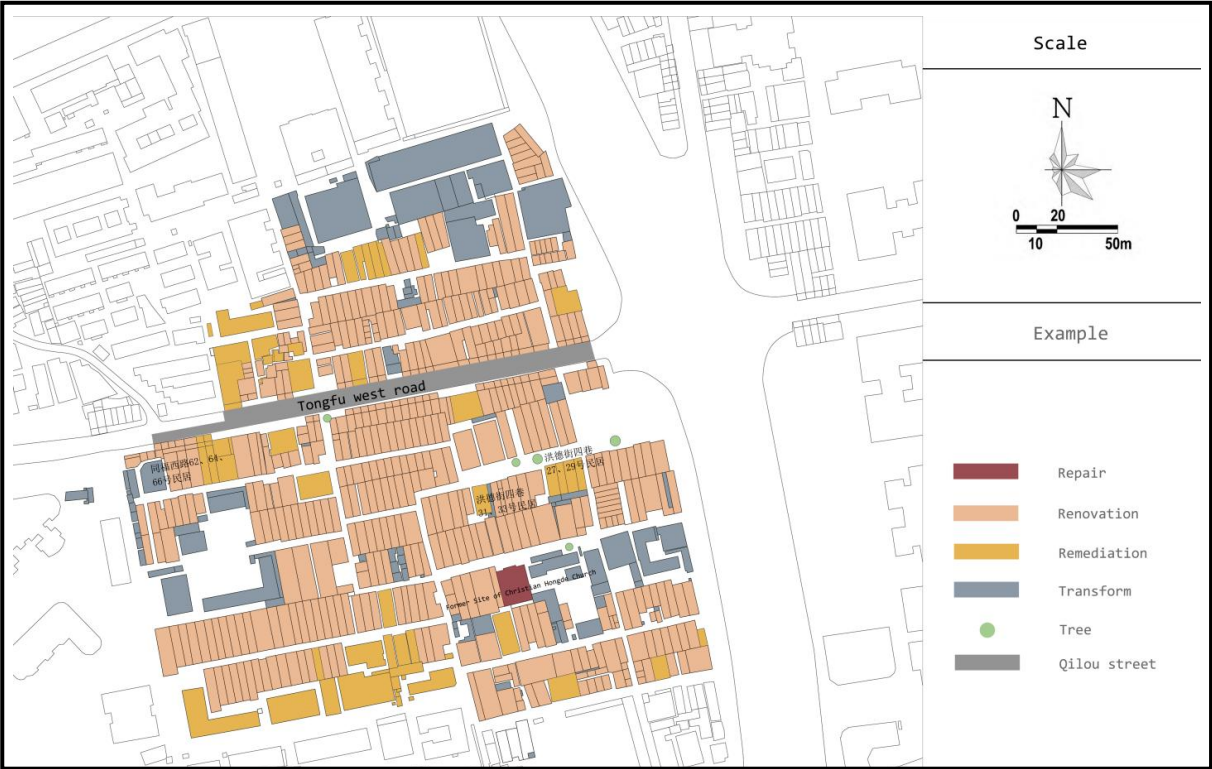 Scale
N
0 20
10 50m
Example
Repair
Renovation
Remediation
Transform
Tree
Qilou street
Tongfu west road
同福西路62、64、
66号民居
洪德街四巷
27、29号民居
洪德街四巷
31、33号民居
Former Site of Christian Hongde Church